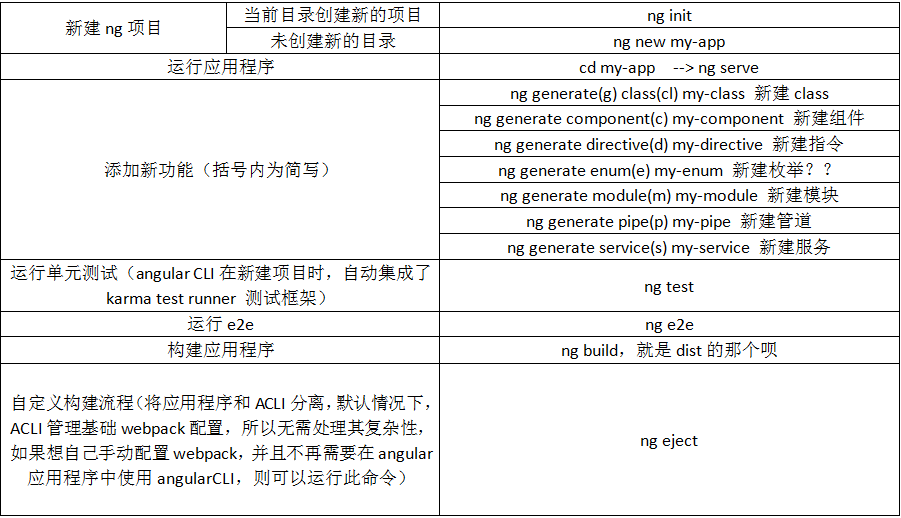 新建 ng 项目
当前目录创建新的项目
ng init
未创建新的目录
ng new my-app
运行应用程序
cd my-app --> ng serve
添加新功能（括号内为简写）
ng generate(g) class(cl) my-class 新建 class
ng generate component(c) my-component 新建组件
ng generate directive(d) my-directive 新建指令
ng generate enum(e) my-enum 新建枚举？？
ng generate module(m) my-module 新建模块
ng generate pipe(p) my-pipe 新建管道
ng generate service(s) my-service 新建服务
运行单元测试（angular CLI 在新建项目时，自动集成了
karma test runner 测试框架）
ng test
运行 e2e
ng e2e
构建应用程序
ng build，就是 dist 的那个呗
自定义构建流程（将应用程序和 ACLI 分离，默认情况下，
ACLI 管理基础 webpack 配置，所以无需处理其复杂性，
如果想自己手动配置 webpack，并且不再需要在 angular
应用程序中使用 angularCLI，则可以运行此命令）
ng eject